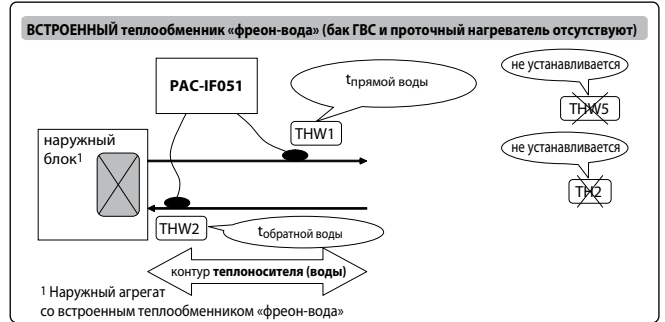 ВСТРОЕННЫЙ теплообменник «фреон-вода» (бак ГВС и проточный нагреватель отсутствуют)
PAC-IF051
tпрямой воды
не устанавливается
THW5
THW1
наружный
блок1
не устанавливается
TH2
THW2
tобратной воды
контур теплоносителя (воды)
1 Наружный агрегат
со встроенным теплообменником «фреон-вода»